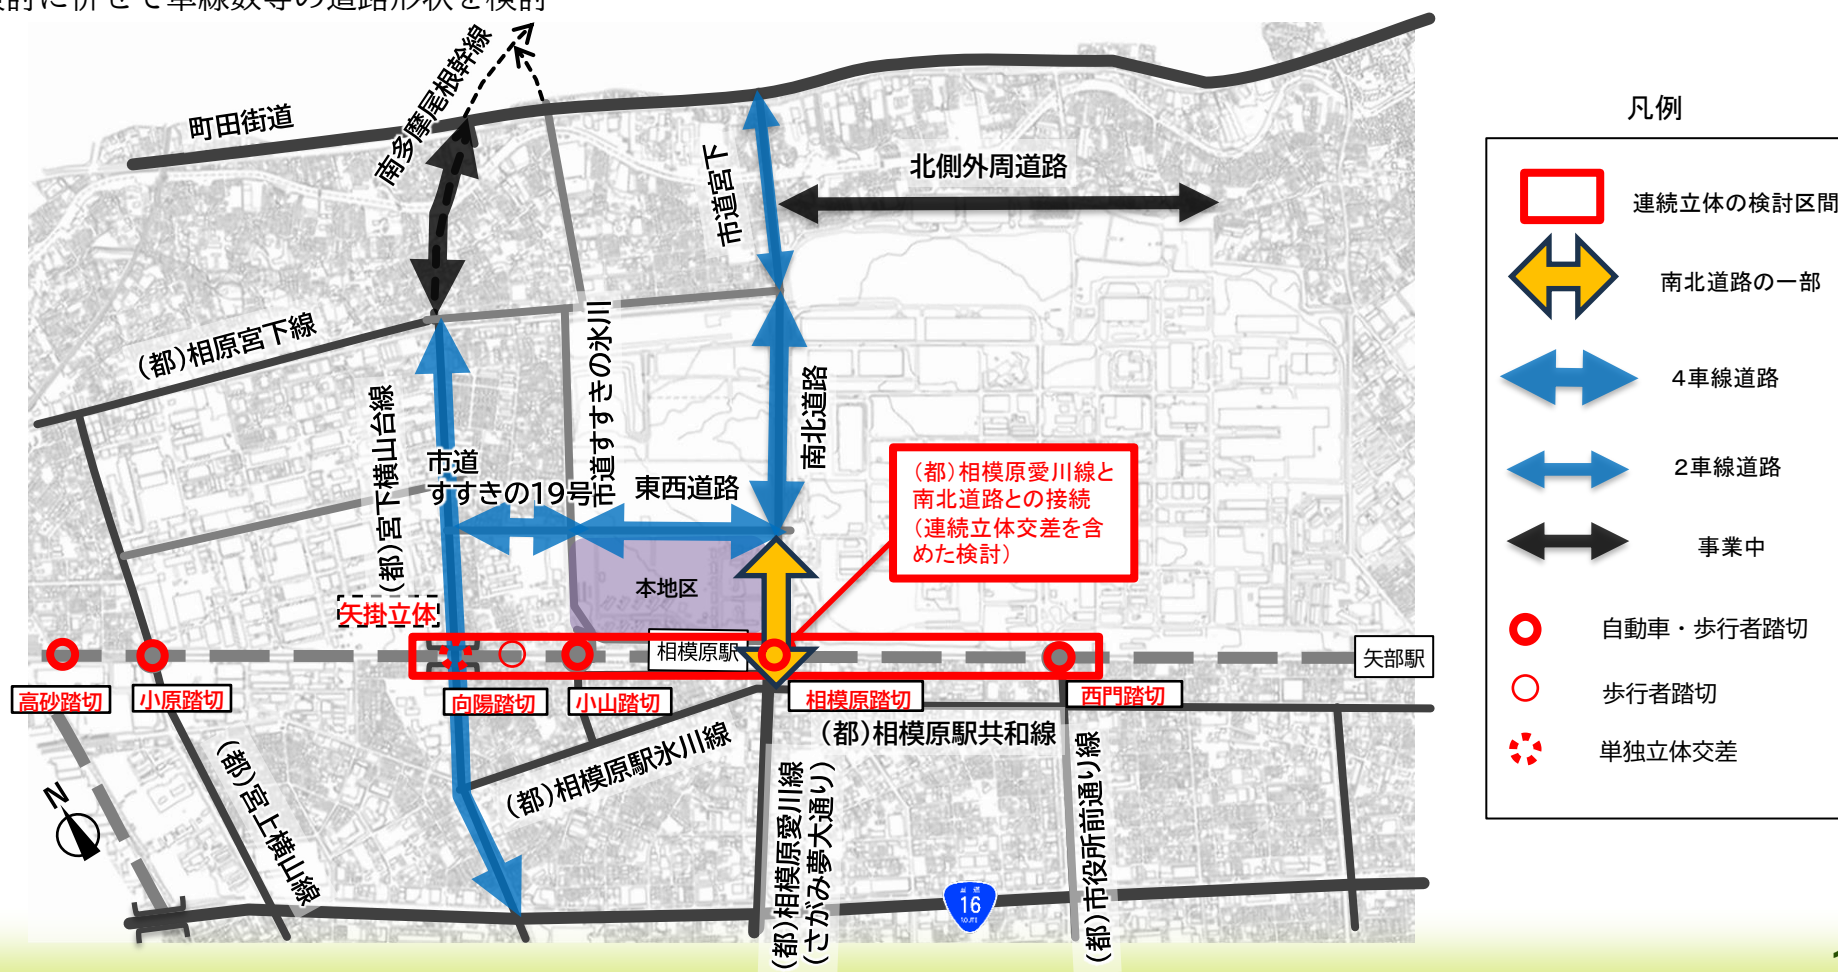 に併せて車線数等の道路形状を検討
町田街道
南多摩尾根幹線
市道宮下
北側外周道路
(都)相原宮下線
(都)宮下横山台線
市道
すすきの19号
市道すすきの氷川
東西道路
南北道路
(都)相模原愛川線と
南北道路との接続
(連続立体交差を含
めた検討)
本地区
矢掛立体
相模原駅
矢部駅
高砂踏切
小原踏切
向陽踏切
小山踏切
相模原踏切
西門踏切
(都)相模原駅共和線
(都)相模原駅氷川線
(都)宮上横山線
(都)相模原愛川線
(さがみ夢大通り)
(都)市役所前通り線
N
国道
16
ROUTE
凡例
連続立体の検討区間
南北道路の一部
4車線道路
2車線道路
事業中
自動車・歩行者踏切
歩行者踏切
単独立体交差